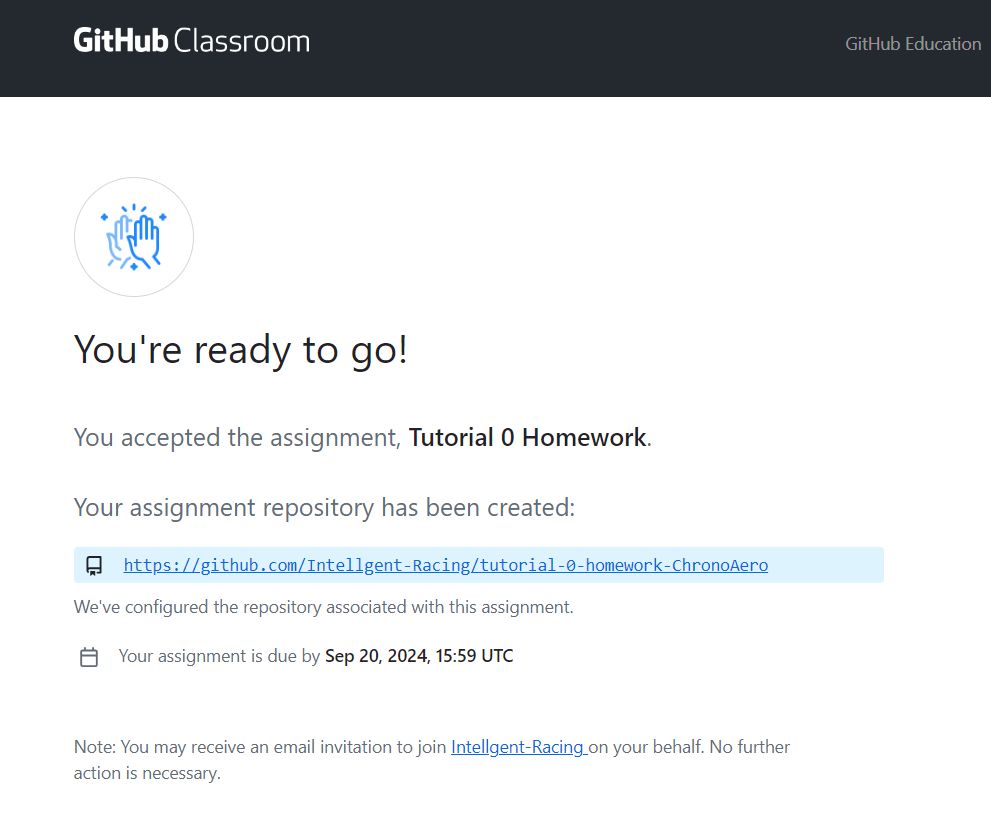 GitHub Classroom
GitHub Education
You're ready to go!
You accepted the assignment, Tutorial 0 Homework.
Your assignment repository has been created:
https://github.com/Intellgent-Racing/tutorial-0-homework-ChronoAero
We've configured the repository associated with this assignment.
Your assignment is due by Sep 20, 2024, 15:59 UTC
Note: You may receive an email invitation to join Intellgent-Racing on your behalf. No further
action is necessary.